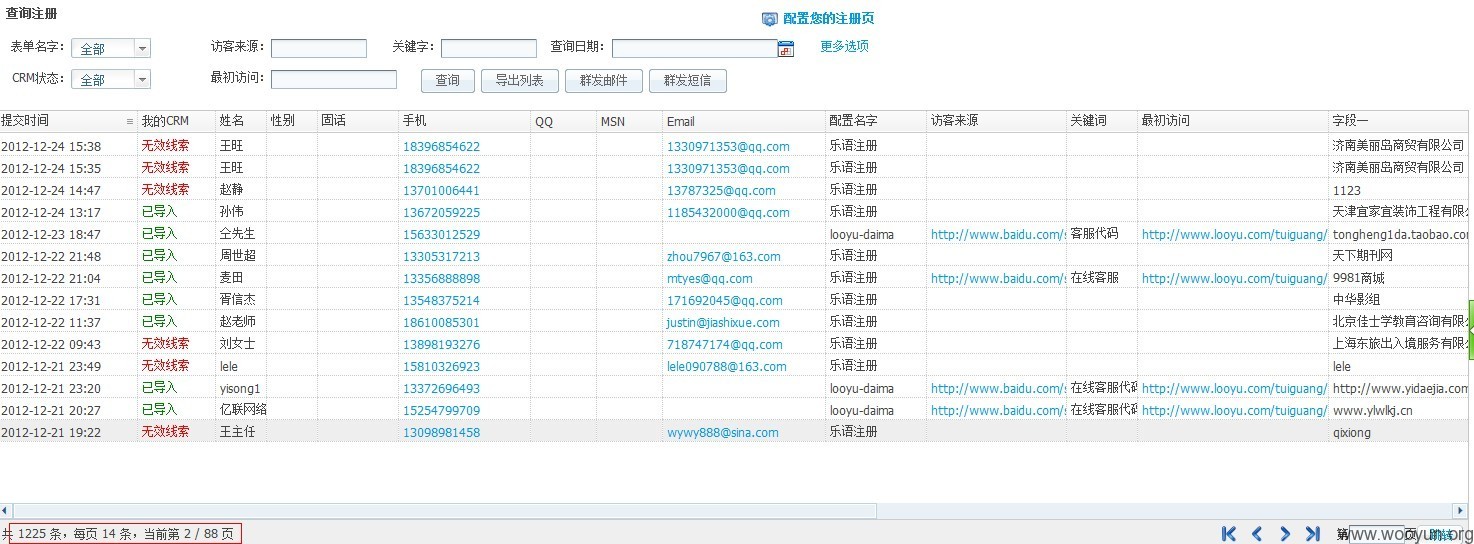 查询注册
配置您的注册页
表单名字： 全部 访客来源： 关键字： 查询日期： 更多选项
CRM状态： 全部 最初访问： 查询 导出列表 群发邮件 群发短信
提交时间 我的CRM 姓名 性别 固话 手机 QQ MSN Email 配置名字 访客来源 关键词 最初访问 字段一
2012-12-24 15:38 无效线索 王旺 18396854622 1330971353@qq.com 乐语注册 济南美丽岛商贸有限公司
2012-12-24 15:35 无效线索 王旺 18396854622 1330971353@qq.com 乐语注册 济南美丽岛商贸有限公司
2012-12-24 14:47 无效线索 赵静 13701006441 13787325@qq.com 乐语注册 1123
2012-12-24 13:17 已导入 孙伟 13672059225 1185432000@qq.com 乐语注册 天津宜家宜装饰工程有限
2012-12-23 18:47 已导入 仝先生 15633012529 looyu-daima http://www.baidu.com/s 客服代码 http://www.looyu.com/tuiguang/ tongheng1da.taobao.com
2012-12-22 21:48 已导入 周世超 13305317213 zhou7967@163.com 乐语注册 天下期刊网
2012-12-22 21:04 已导入 麦田 13356888898 mtyes@qq.com 乐语注册 http://www.baidu.com/s 在线客服 http://www.looyu.com/tuiguang/ 9981商城
2012-12-22 17:31 已导入 胥信杰 13548375214 171692045@qq.com 乐语注册 中华影组
2012-12-22 11:37 已导入 赵老师 18610085301 justin@jiashixue.com 乐语注册 北京佳士学教育咨询有限
2012-12-22 09:43 无效线索 刘女士 13898193276 718747174@qq.com 乐语注册 上海东旅出入境服务有限
2012-12-21 23:49 无效线索 lele 15810326923 lele090788@163.com 乐语注册 lele
2012-12-21 23:20 已导入 yisong1 13372696493 looyu-daima http://www.baidu.com/s 在线客服代码 http://www.looyu.com/tuiguang/ http://www.yidaejia.com
2012-12-21 20:27 已导入 亿联网络 15254799709 looyu-daima http://www.baidu.com/s 在线客服代码 http://www.looyu.com/tuiguang/ www.ylwlkj.cn
2012-12-21 19:22 无效线索 王主任 13098981458 wywy888@sina.com 乐语注册 qixiong
共 1225 条，每页 14 条，当前第 2 / 88 页 第 页
www.wooyun.org